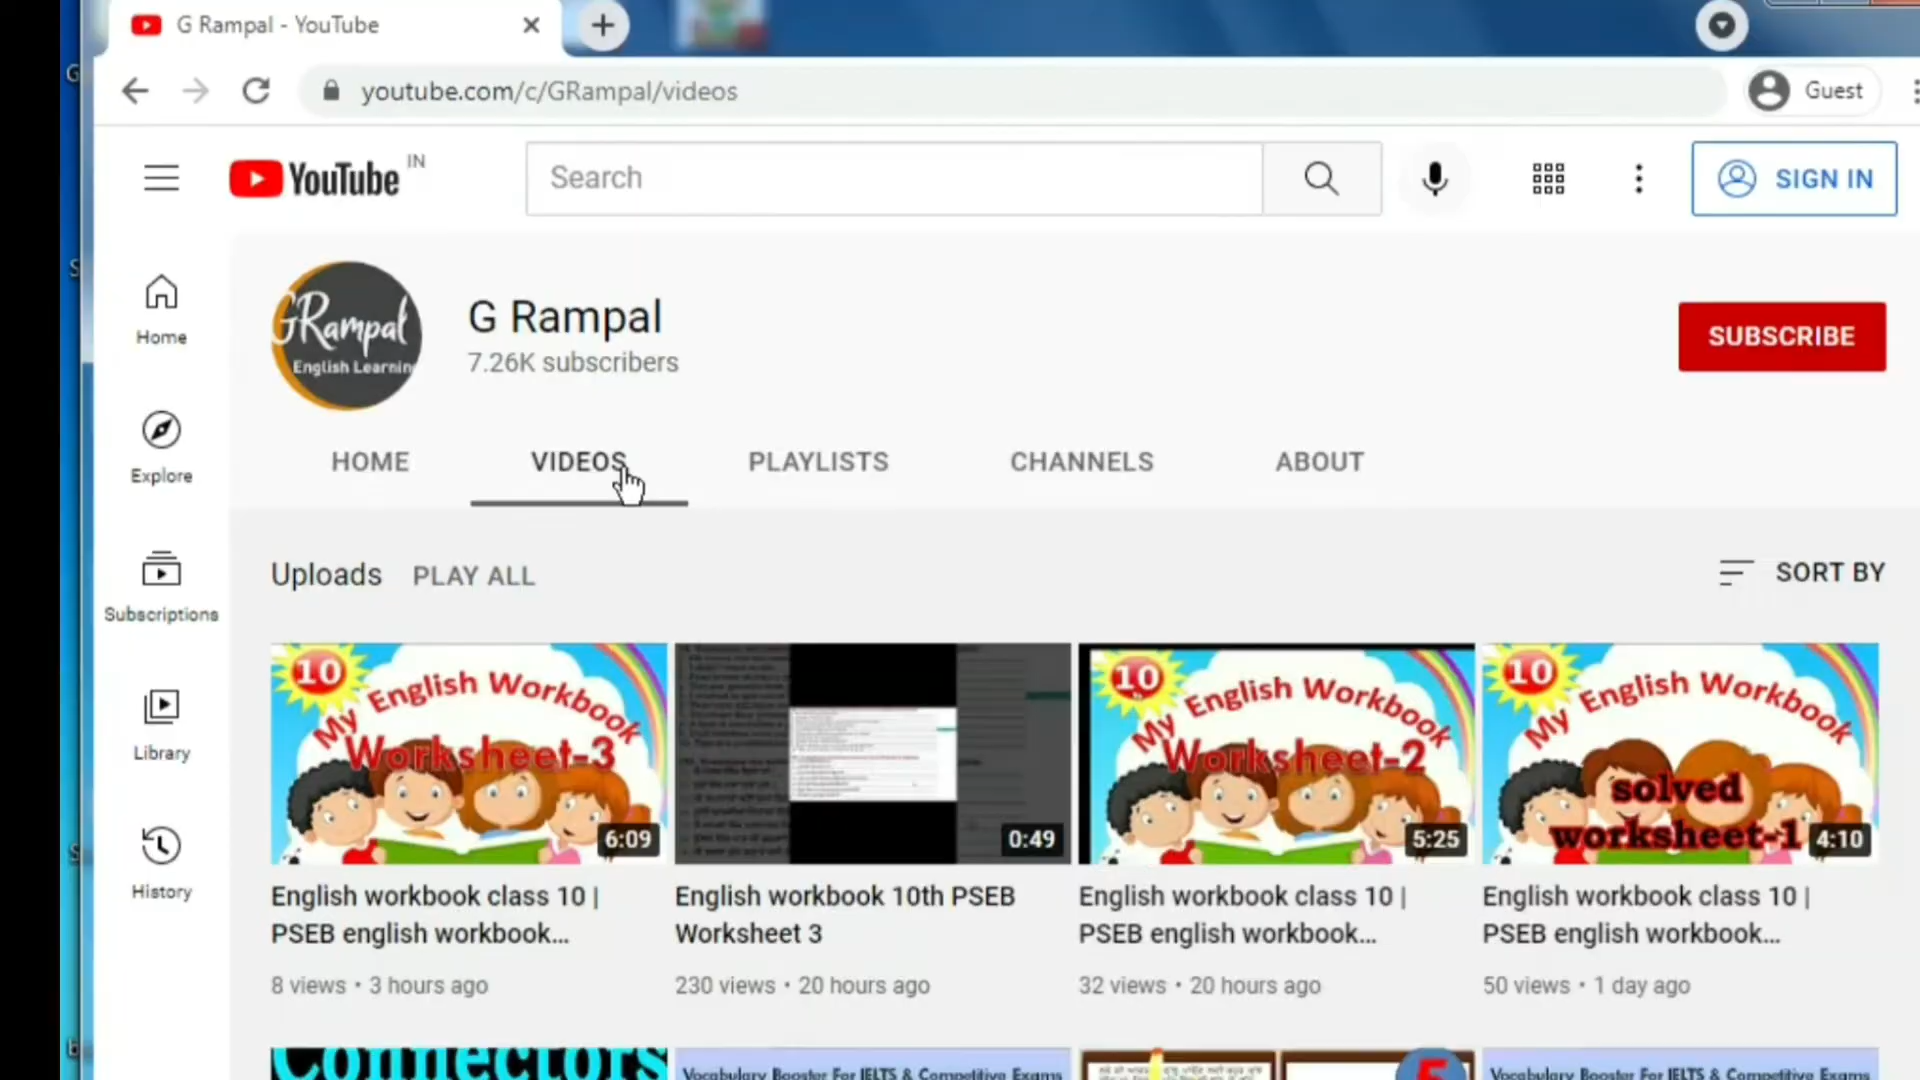 G Rampal - YouTube
youtube.com/c/GRampal/videos
Guest
YouTube IN
Search
SIGN IN
Home
Explore
Subscriptions
Library
History
GRampal
English Learnin
G Rampal
7.26K subscribers
SUBSCRIBE
HOME VIDEOS PLAYLISTS CHANNELS ABOUT
Uploads PLAY ALL
SORT BY
10
My English Workbook
Worksheet-3
6:09
0:49
10
My English Workbook
Worksheet-2
5:25
10
My English Workbook
solved
worksheet-1
4:10
English workbook class 10 |
PSEB english workbook...
8 views • 3 hours ago
English workbook 10th PSEB
Worksheet 3
230 views • 20 hours ago
English workbook class 10 |
PSEB english workbook...
32 views • 20 hours ago
English workbook class 10 |
PSEB english workbook...
50 views • 1 day ago
Connectors
Vocabulary Booster For IELTS & Competitive Exams
5
Vocabulary Booster For IELTS & Competitive Exams